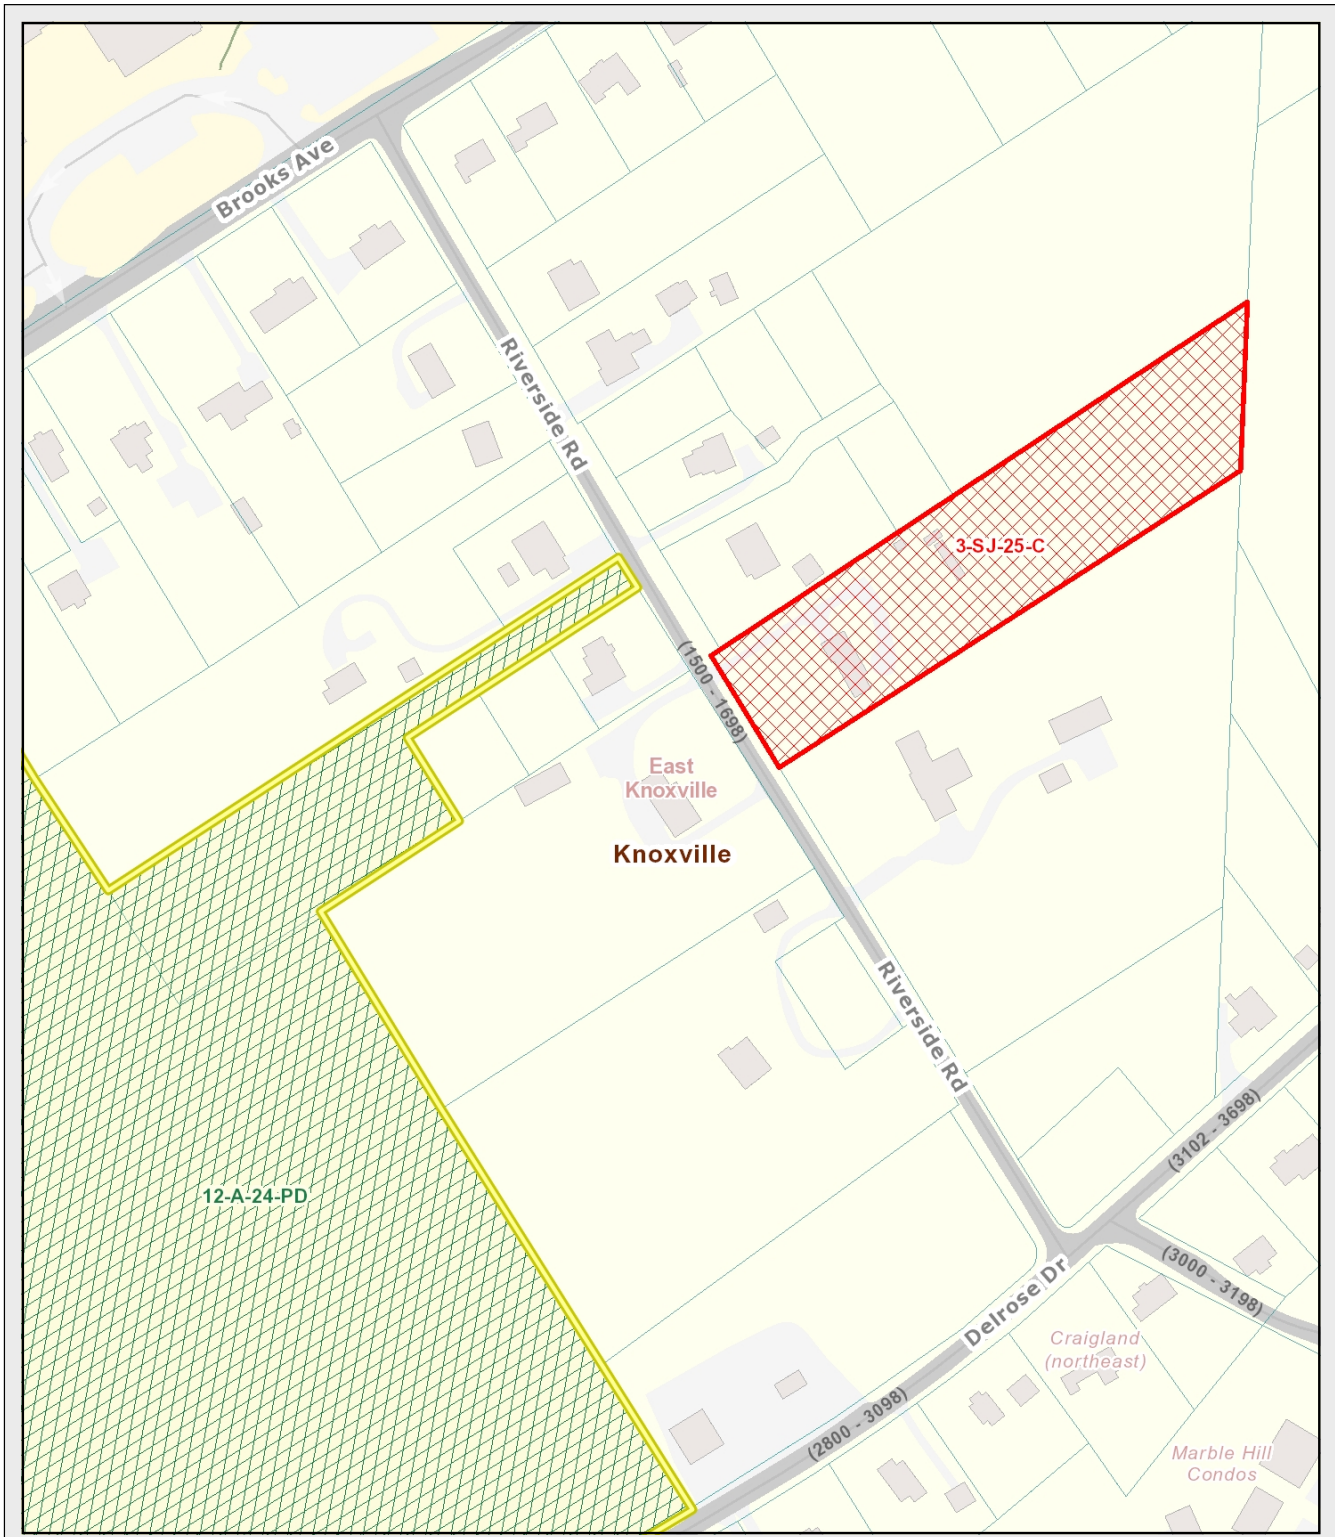 Brooks Ave
Riverside Rd
3-SJ-25-C
(1500 - 1698)
East
Knoxville
Knoxville
Riverside Rd
(3102 - 3698)
12-A-24-PD
(3000 - 3198)
Delrose Dr
Craigland
(northeast)
(2800 - 3098)
Marble Hill
Condos